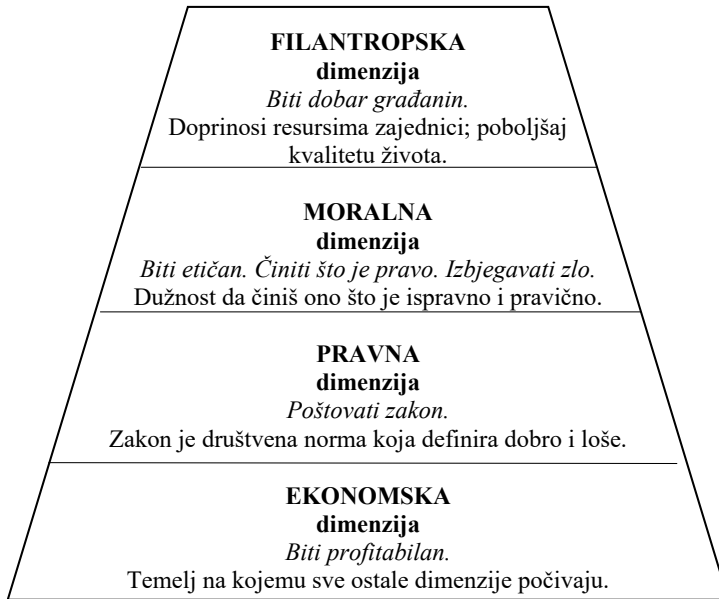 FILANTROPSKA
dimenzija
Biti dobar građanin.
Doprinosi resursima zajednici; poboljšaj
kvalitetu života.
MORALNA
dimenzija
Biti etičan. Činiti što je pravo. Izbjegavati zlo.
Dužnost da činiš ono što je ispravno i pravično.
PRAVNA
dimenzija
Poštovati zakon.
Zakon je društvena norma koja definira dobro i loše.
EKONOMSKA
dimenzija
Biti profitabilan.
Temelj na kojemu sve ostale dimenzije počivaju.